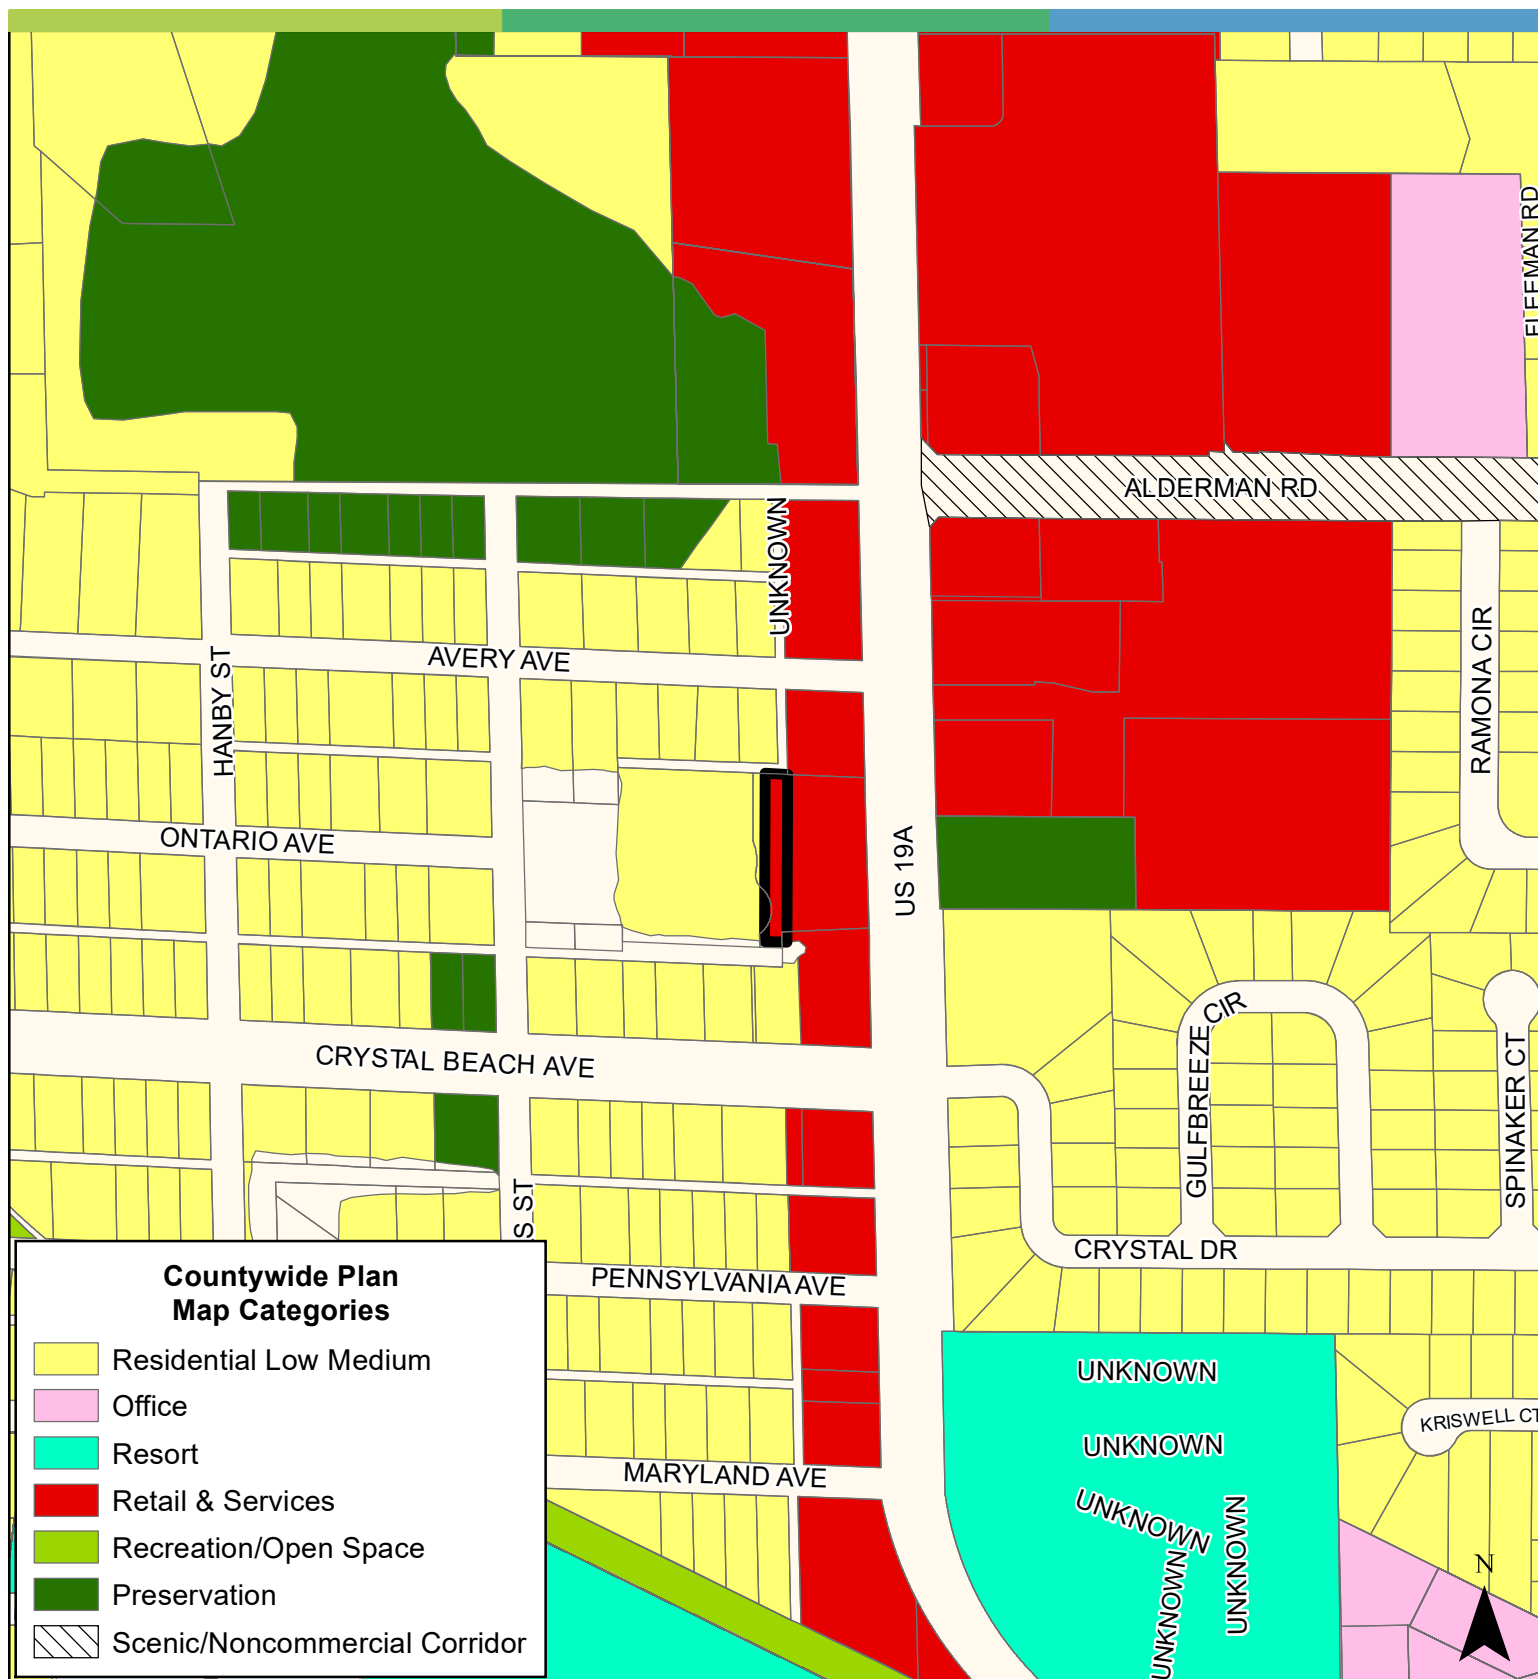 FLEEMAN RD
ALDERMAN RD
UNKNOWN
AVERY AVE
HANBY ST
RAMONA CIR
ONTARIO AVE
US 19A
CRYSTAL BEACH AVE
GULFBREEZE CIR
SPINAKER CT
S ST
CRYSTAL DR
PENNSYLVANIA AVE
Countywide Plan
Map Categories
Residential Low Medium
Office
Resort
Retail & Services
Recreation/Open Space
Preservation
Scenic/Noncommercial Corridor
UNKNOWN
KRISWELL CT
UNKNOWN
MARYLAND AVE
UNKNOWN
UNKNOWN
UNKNOWN
N